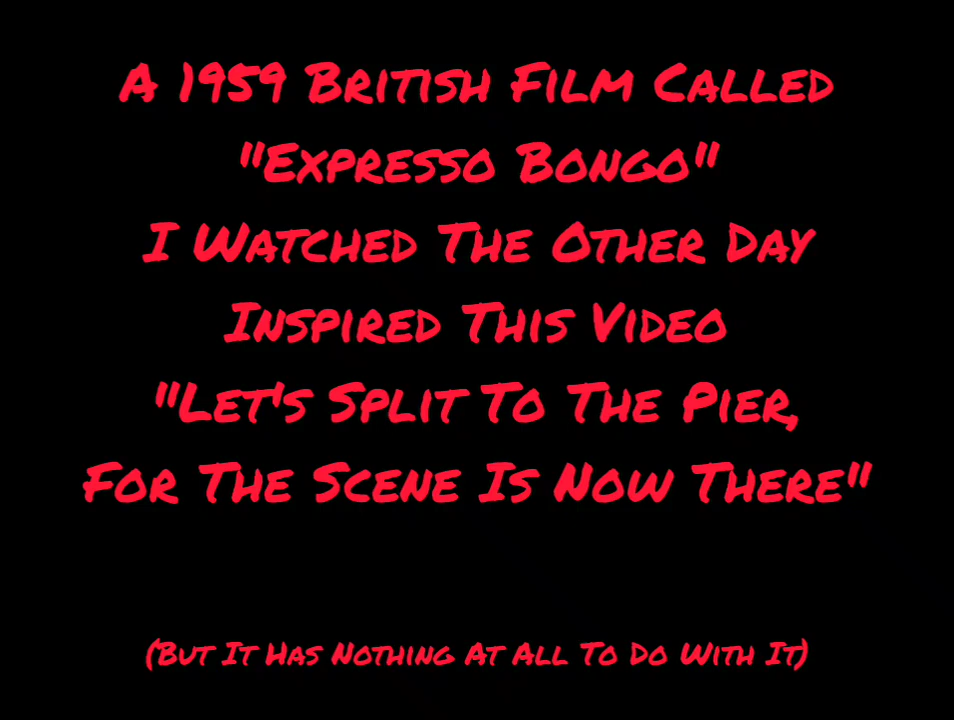 A 1959 British Film Called
"Expresso Bongo"
I Watched The Other Day
Inspired This Video
"Let's Split To The Pier,
For The Scene Is Now There"
(But It Has Nothing At All To Do With It)